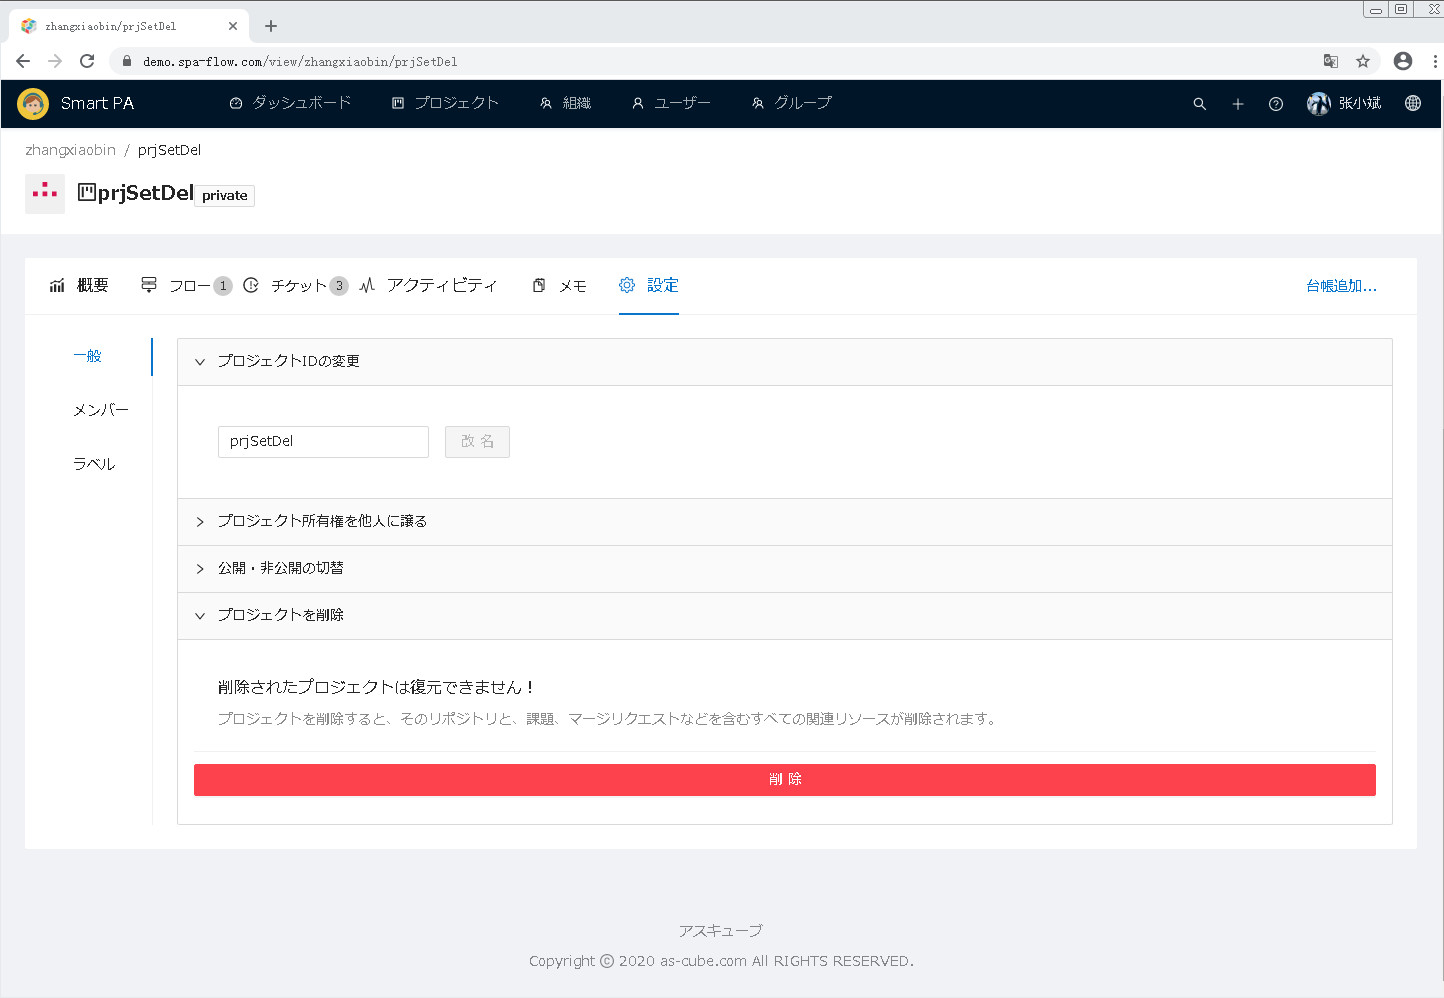 zhangxiaobin/prjSetDel
demo.spa-flow.com/view/zhangxiaobin/prjSetDel
Smart PA ダッシュボード プロジェクト 組織 ユーザー グループ 张小斌
zhangxiaobin / prjSetDel
prjSetDel private
概要 フロー 1 チケット 3 アクティビティ メモ 設定 台帳追加...
一般
メンバー
ラベル
プロジェクトIDの変更
prjSetDel 改 名
プロジェクト所有権を他人に譲る
公開・非公開の切替
プロジェクトを削除
削除されたプロジェクトは復元できません！
プロジェクトを削除すると、そのリポジトリと、課題、マージリクエストなどを含むすべての関連リソースが削除されます。
削 除
アスキューブ
Copyright © 2020 as-cube.com All RIGHTS RESERVED.